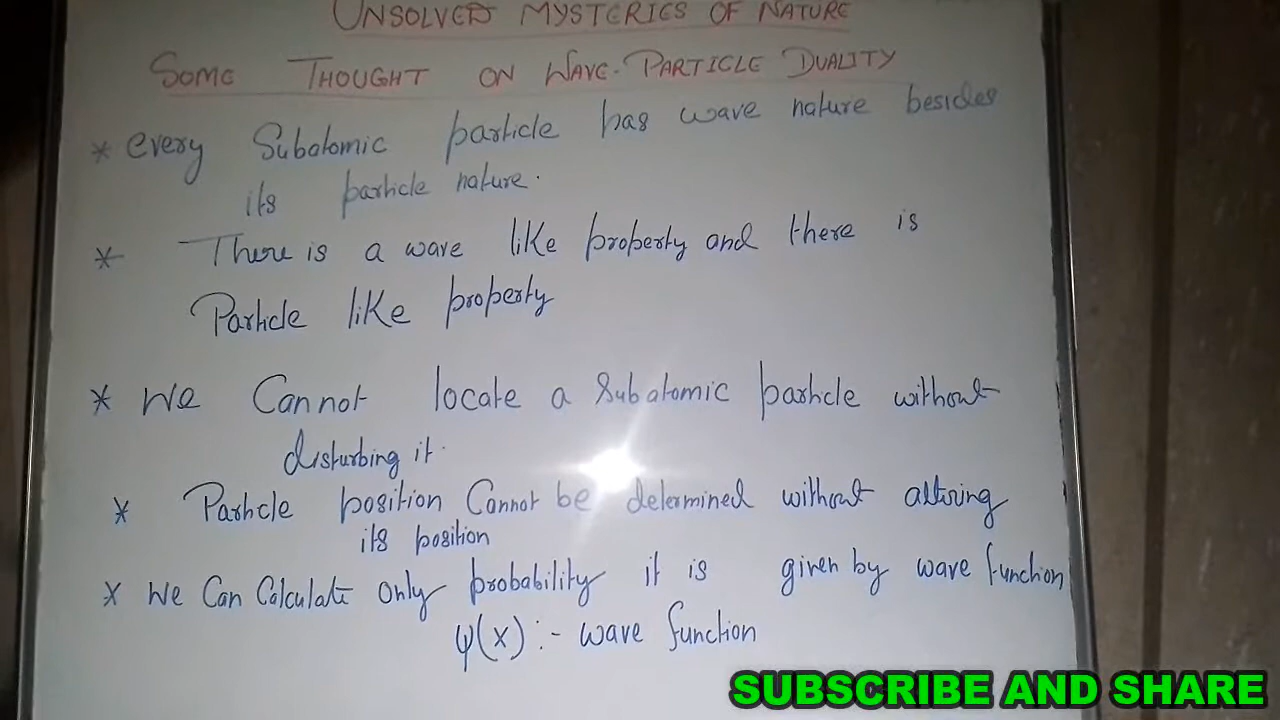 UNSOLVED MYSTERIES OF NATURE
SOME THOUGHT ON WAVE-PARTICLE DUALITY
* every Subatomic particle has wave nature besides
its particle nature.
* There is a wave like property and there is
Particle like property
* We Cannot locate a Subatomic particle without
disturbing it.
* Particle position Cannot be determined without altering
its position
* We Can Calculate only probability it is given by wave function
ψ(x) :- wave function
SUBSCRIBE AND SHARE